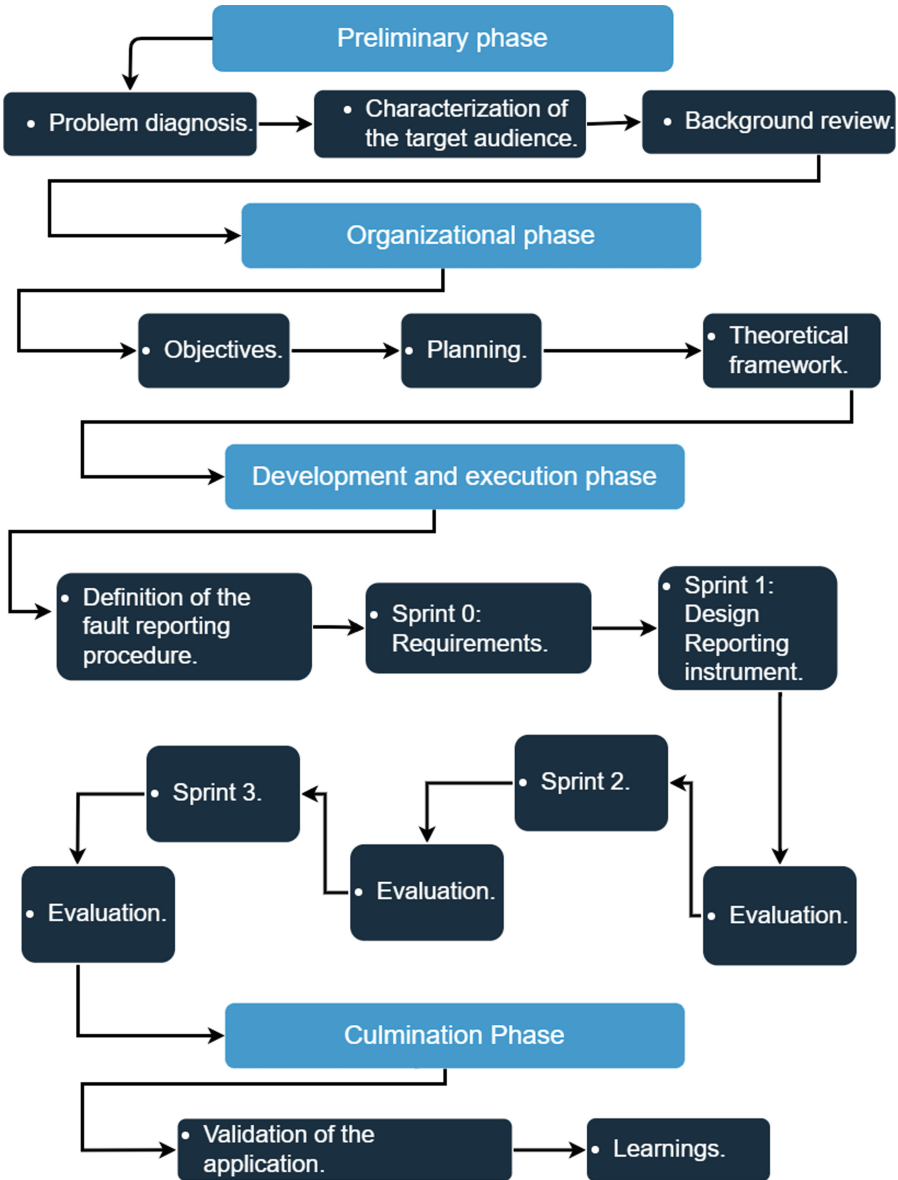 Preliminary phase
• Problem diagnosis.
• Characterization of
the target audience.
• Background review.
Organizational phase
• Objectives.
• Planning.
• Theoretical
framework.
Development and execution phase
• Definition of the
fault reporting
procedure.
• Sprint 0:
Requirements.
• Sprint 1:
Design
Reporting
instrument.
• Evaluation.
• Sprint 2.
• Evaluation.
• Sprint 3.
• Evaluation.
Culmination Phase
• Validation of the
application.
• Learnings.